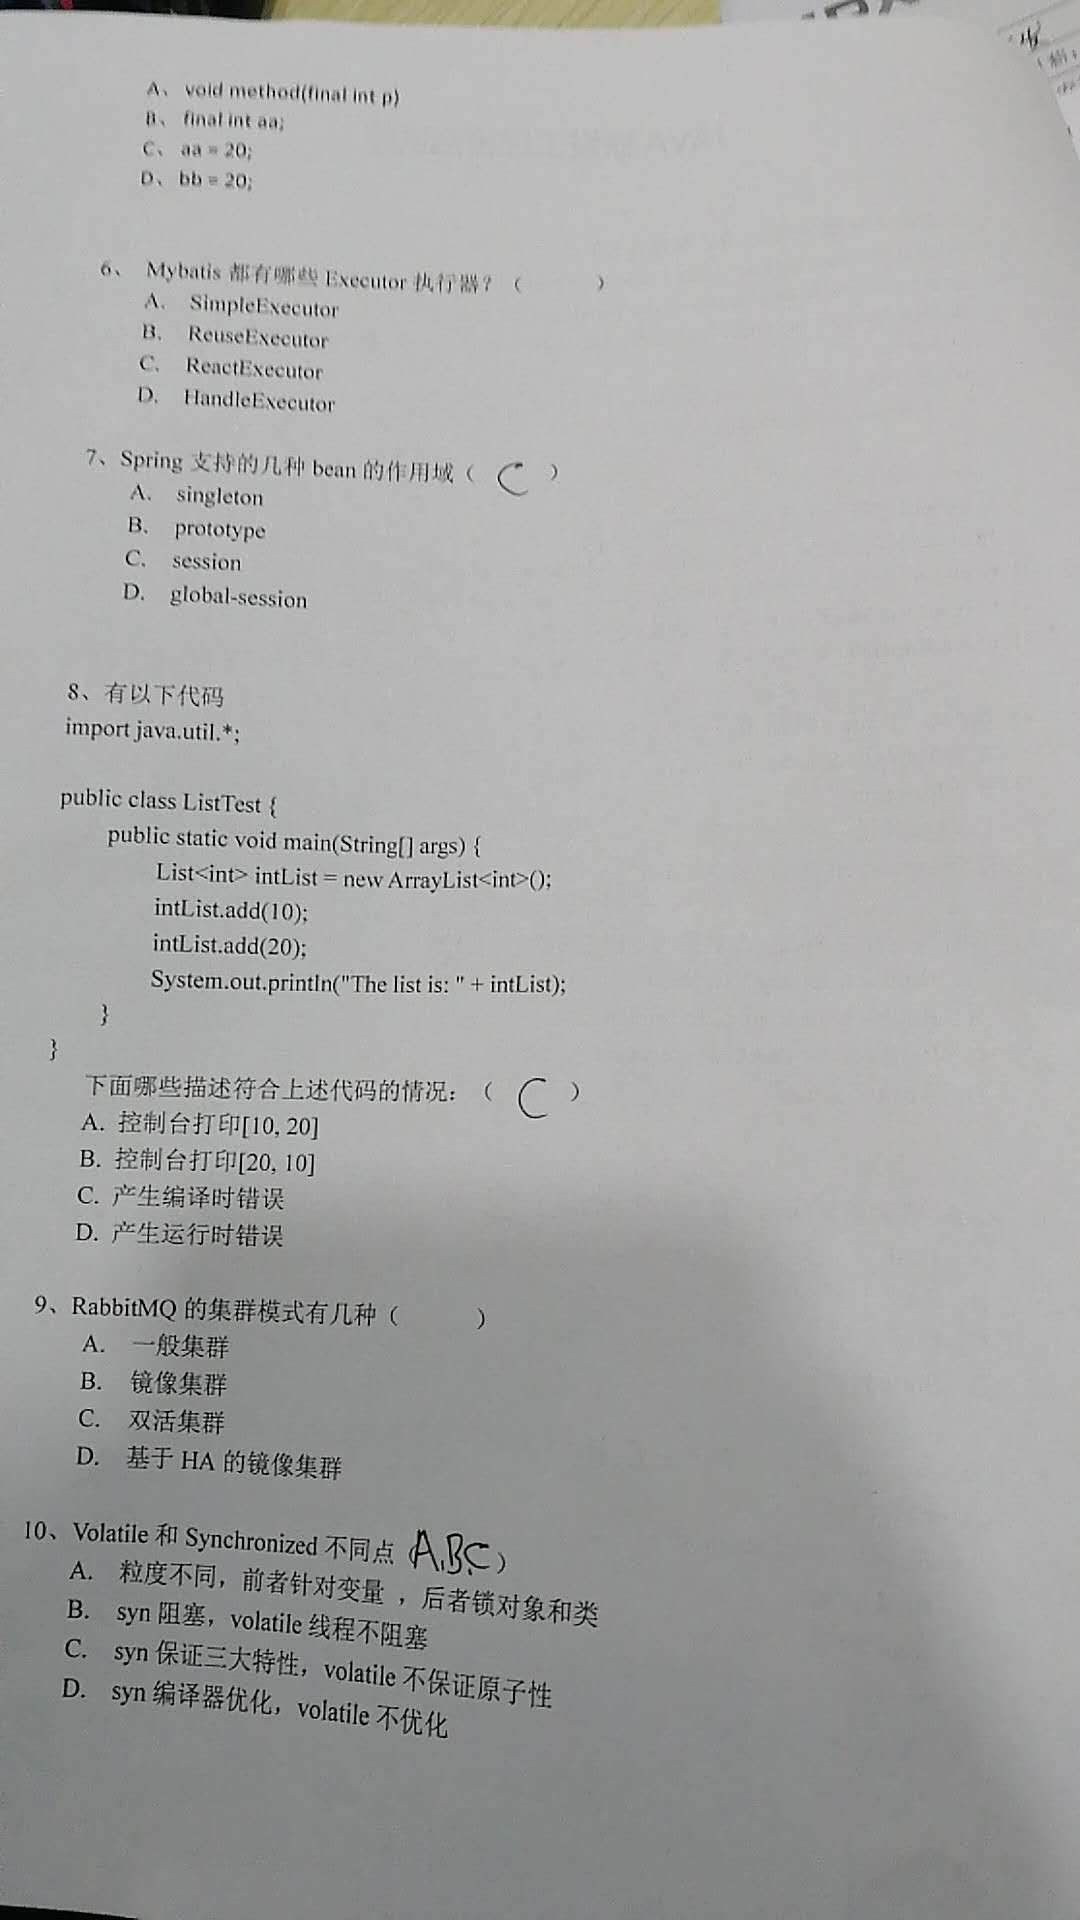 A、 void method(final int p)
B、 final int aa;
C、 aa = 20;
D、 bb = 20;
6、 Mybatis 都有哪些 Executor 执行器？（ ）
A. SimpleExecutor
B. ReuseExecutor
C. ReactExecutor
D. HandleExecutor
7、Spring 支持的几种 bean 的作用域（ C ）
A. singleton
B. prototype
C. session
D. global-session
8、有以下代码
import java.util.*;
public class ListTest {
public static void main(String[] args) {
List<int> intList = new ArrayList<int>();
intList.add(10);
intList.add(20);
System.out.println("The list is: " + intList);
}
}
下面哪些描述符合上述代码的情况：（ C ）
A. 控制台打印[10, 20]
B. 控制台打印[20, 10]
C. 产生编译时错误
D. 产生运行时错误
9、RabbitMQ 的集群模式有几种（ ）
A. 一般集群
B. 镜像集群
C. 双活集群
D. 基于 HA 的镜像集群
10、Volatile 和 Synchronized 不同点（A,B,C）
A. 粒度不同，前者针对变量 ，后者锁对象和类
B. syn 阻塞，volatile 线程不阻塞
C. syn 保证三大特性，volatile 不保证原子性
D. syn 编译器优化，volatile 不优化